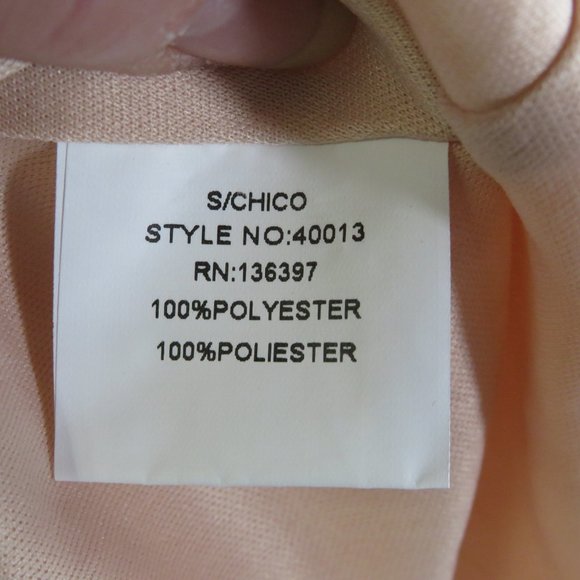 S/CHICO
STYLE NO:40013
RN:136397
100%POLYESTER
100%POLIESTER